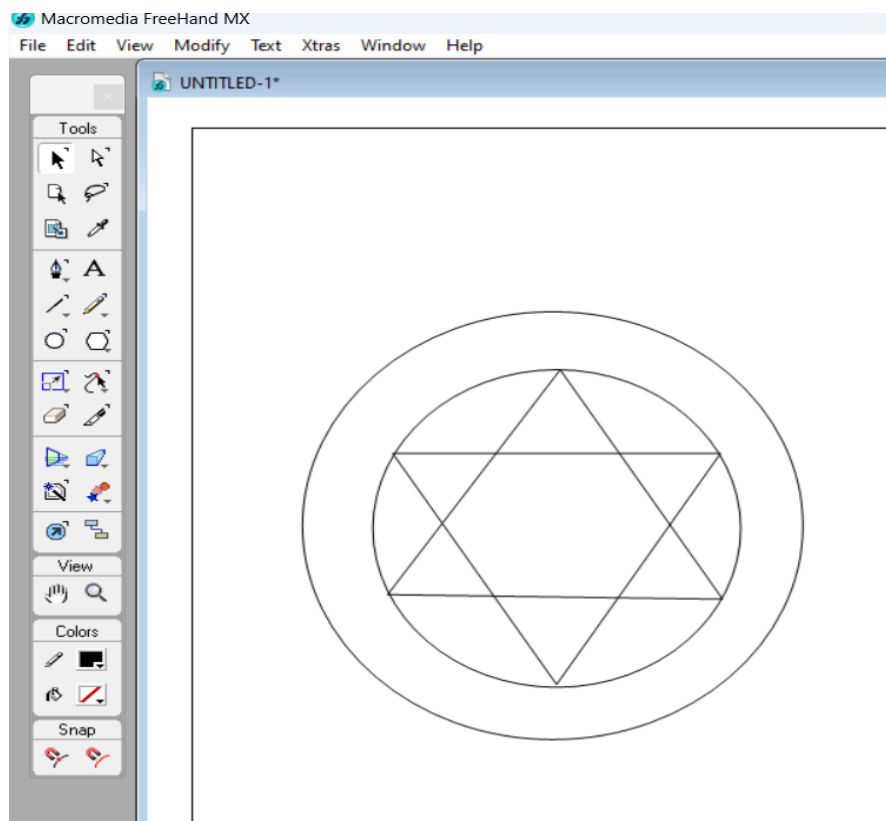 Macromedia FreeHand MX
File Edit View Modify Text Xtras Window Help
UNTITLED-1*
Tools
A
View
Colors
Snap